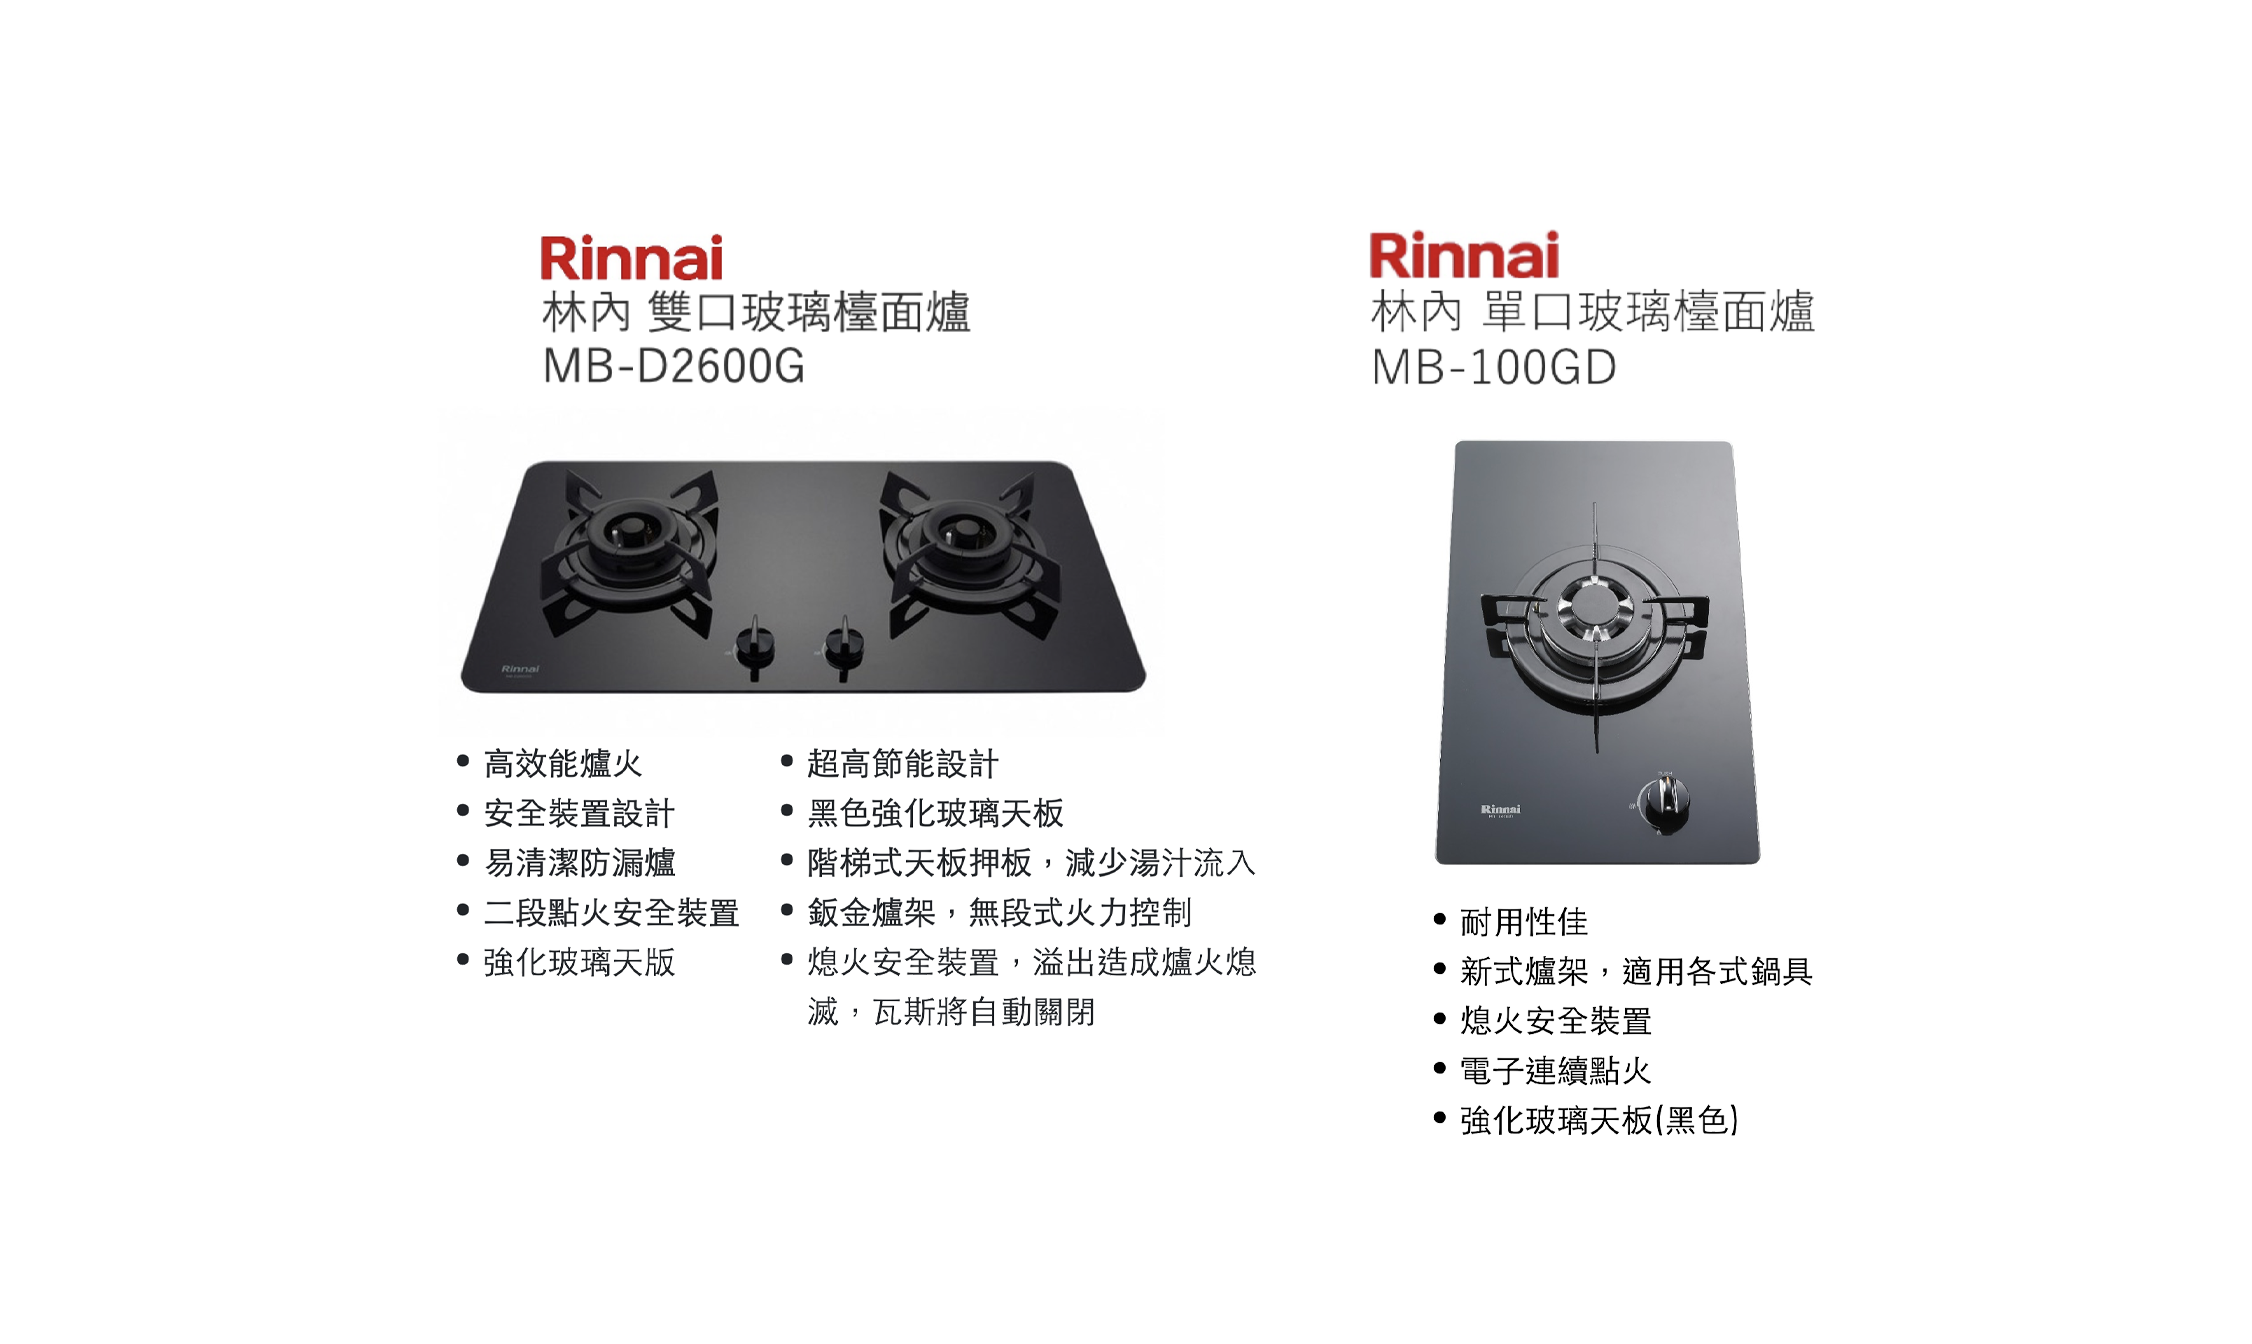 Rinnai
林內 雙口玻璃檯面爐
MB-D2600G
Rinnai
• 高效能爐火
• 安全裝置設計
• 易清潔防漏爐
• 二段點火安全裝置
• 強化玻璃天版
• 超高節能設計
• 黑色強化玻璃天板
• 階梯式天板押板，減少湯汁流入
• 鈑金爐架，無段式火力控制
• 熄火安全裝置，溢出造成爐火熄
滅，瓦斯將自動關閉
Rinnai
林內 單口玻璃檯面爐
MB-100GD
Rinnai
• 耐用性佳
• 新式爐架，適用各式鍋具
• 熄火安全裝置
• 電子連續點火
• 強化玻璃天板(黑色)